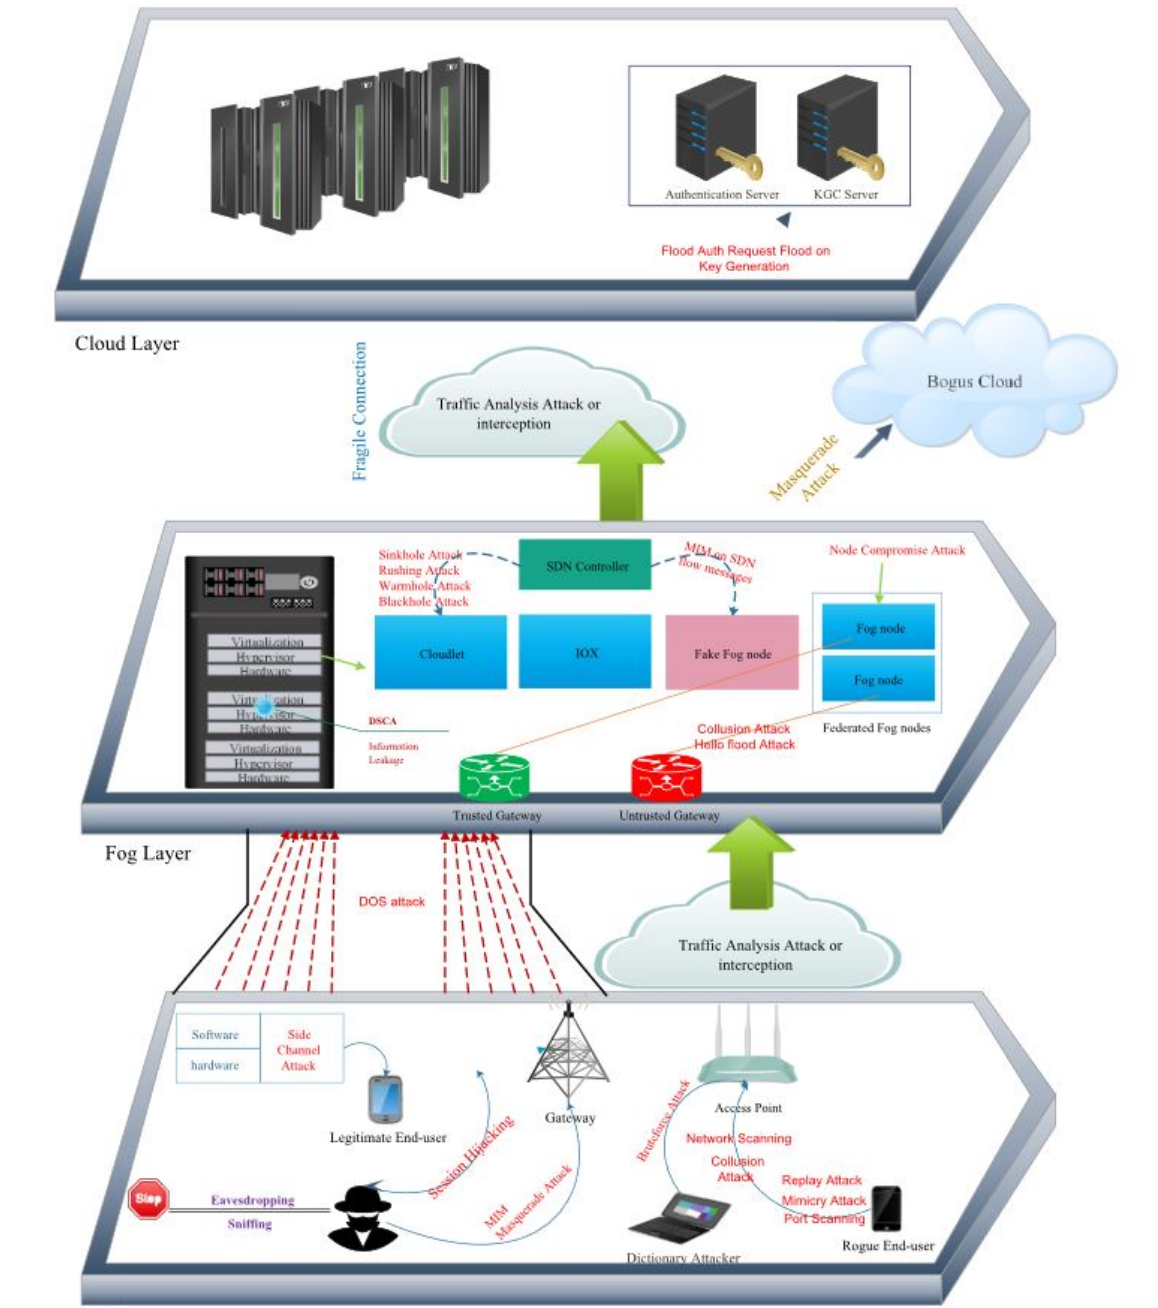 Authentication Server
KGC Server
Flood Auth Request Flood on
Key Generation
Cloud Layer
Fragile Connection
Traffic Analysis Attack or
interception
Bogus Cloud
Masquerade
Attack
Sinkhole Attack
Rushing Attack
Warmhole Attack
Blackhole Attack
SDN Controller
MIM on SDN
flow messages
Node Compromise Attack
Virtualization
Hypervisor
Hardware
Virtualization
Hypervisor
Hardware
Virtualization
Hypervisor
Hardware
Cloudlet
IOX
Fake Fog node
Fog node
Fog node
Federated Fog nodes
DSCA
Information
Leakage
Collusion Attack
Hello flood Attack
Trusted Gateway
Untrusted Gateway
Fog Layer
DOS attack
Traffic Analysis Attack or
interception
Software
hardware
Side
Channel
Attack
Legitimate End-user
Gateway
Access Point
Session Hijacking
MIM
Masquerade Attack
Bruteforce Attack
Network Scanning
Collusion
Attack
Replay Attack
Mimicry Attack
Port Scanning
Stop
Eavesdropping
Sniffing
Dictionary Attacker
Rogue End-user